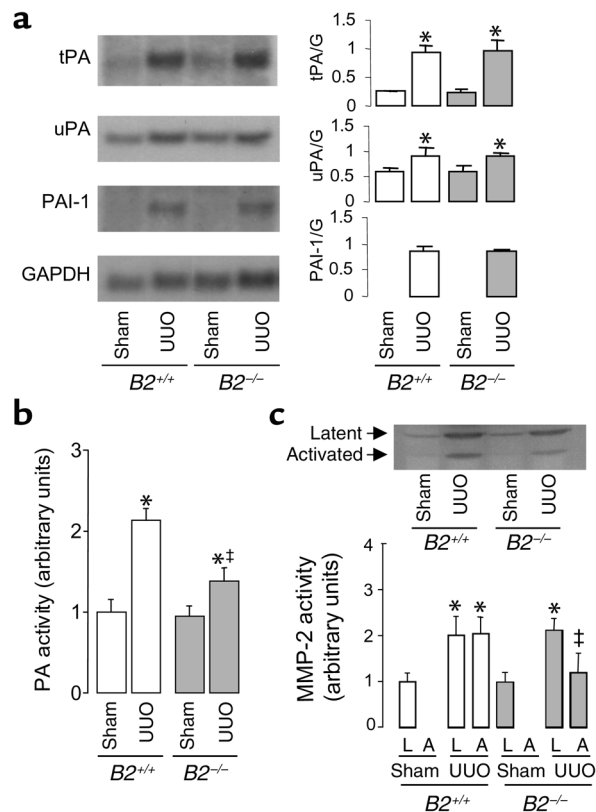 a
tPA
uPA
PAI-1
GAPDH
Sham UUO Sham UUO
B2+/+ B2−/−
tPA/G
1.5
1
0.5
0
* *
uPA/G
1.5
1
0.5
0
* *
PAI-1/G
1.5
1
0.5
0
Sham UUO Sham UUO
B2+/+ B2−/−
b
PA activity (arbitrary units)
3
2
1
0
* *‡
Sham UUO Sham UUO
B2+/+ B2−/−
c
Latent
Activated
Sham UUO Sham UUO
B2+/+ B2−/−
MMP-2 activity
(arbitrary units)
4
2
2
1
0
* * * ‡
L A L A L A L A
Sham UUO Sham UUO
B2+/+ B2−/−